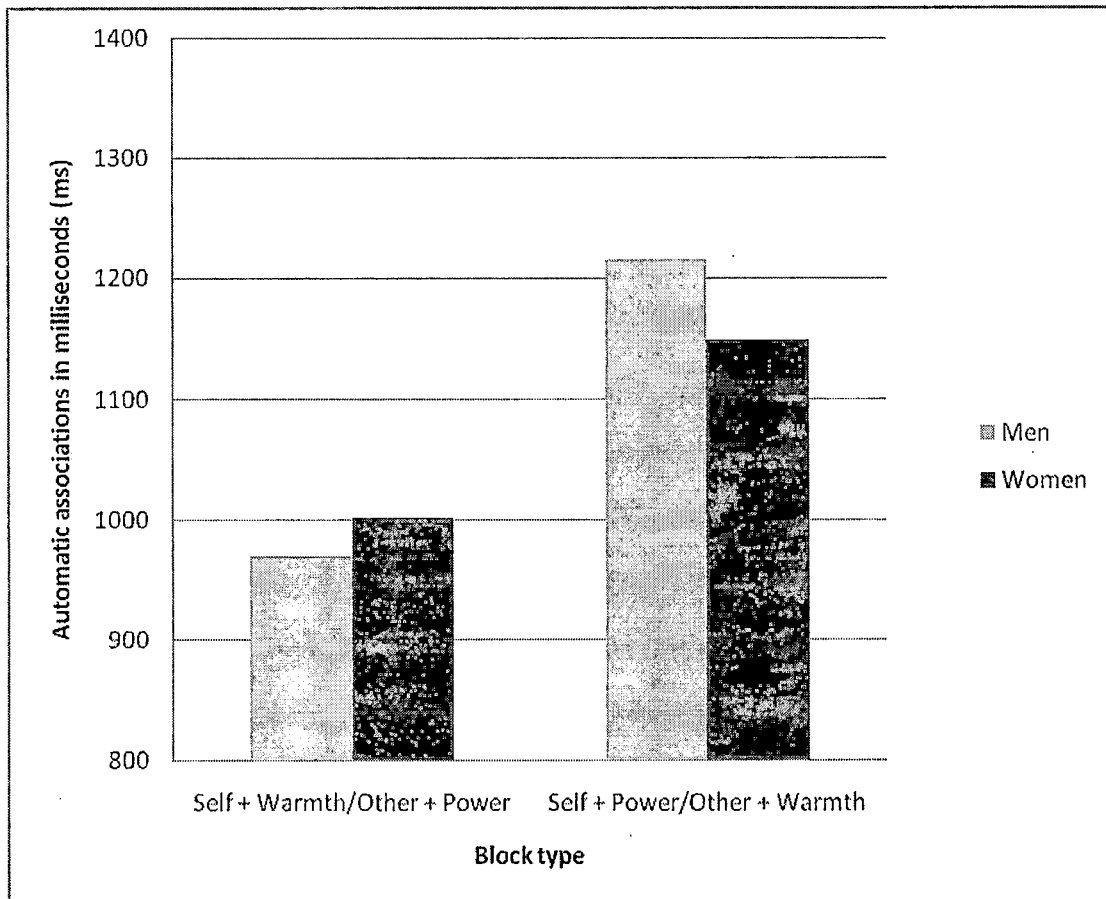 1400
1300
1200
1100
1000
900
800
Automatic associations in milliseconds (ms)
Self + Warmth/Other + Power
Self + Power/Other + Warmth
Block type
Men
Women